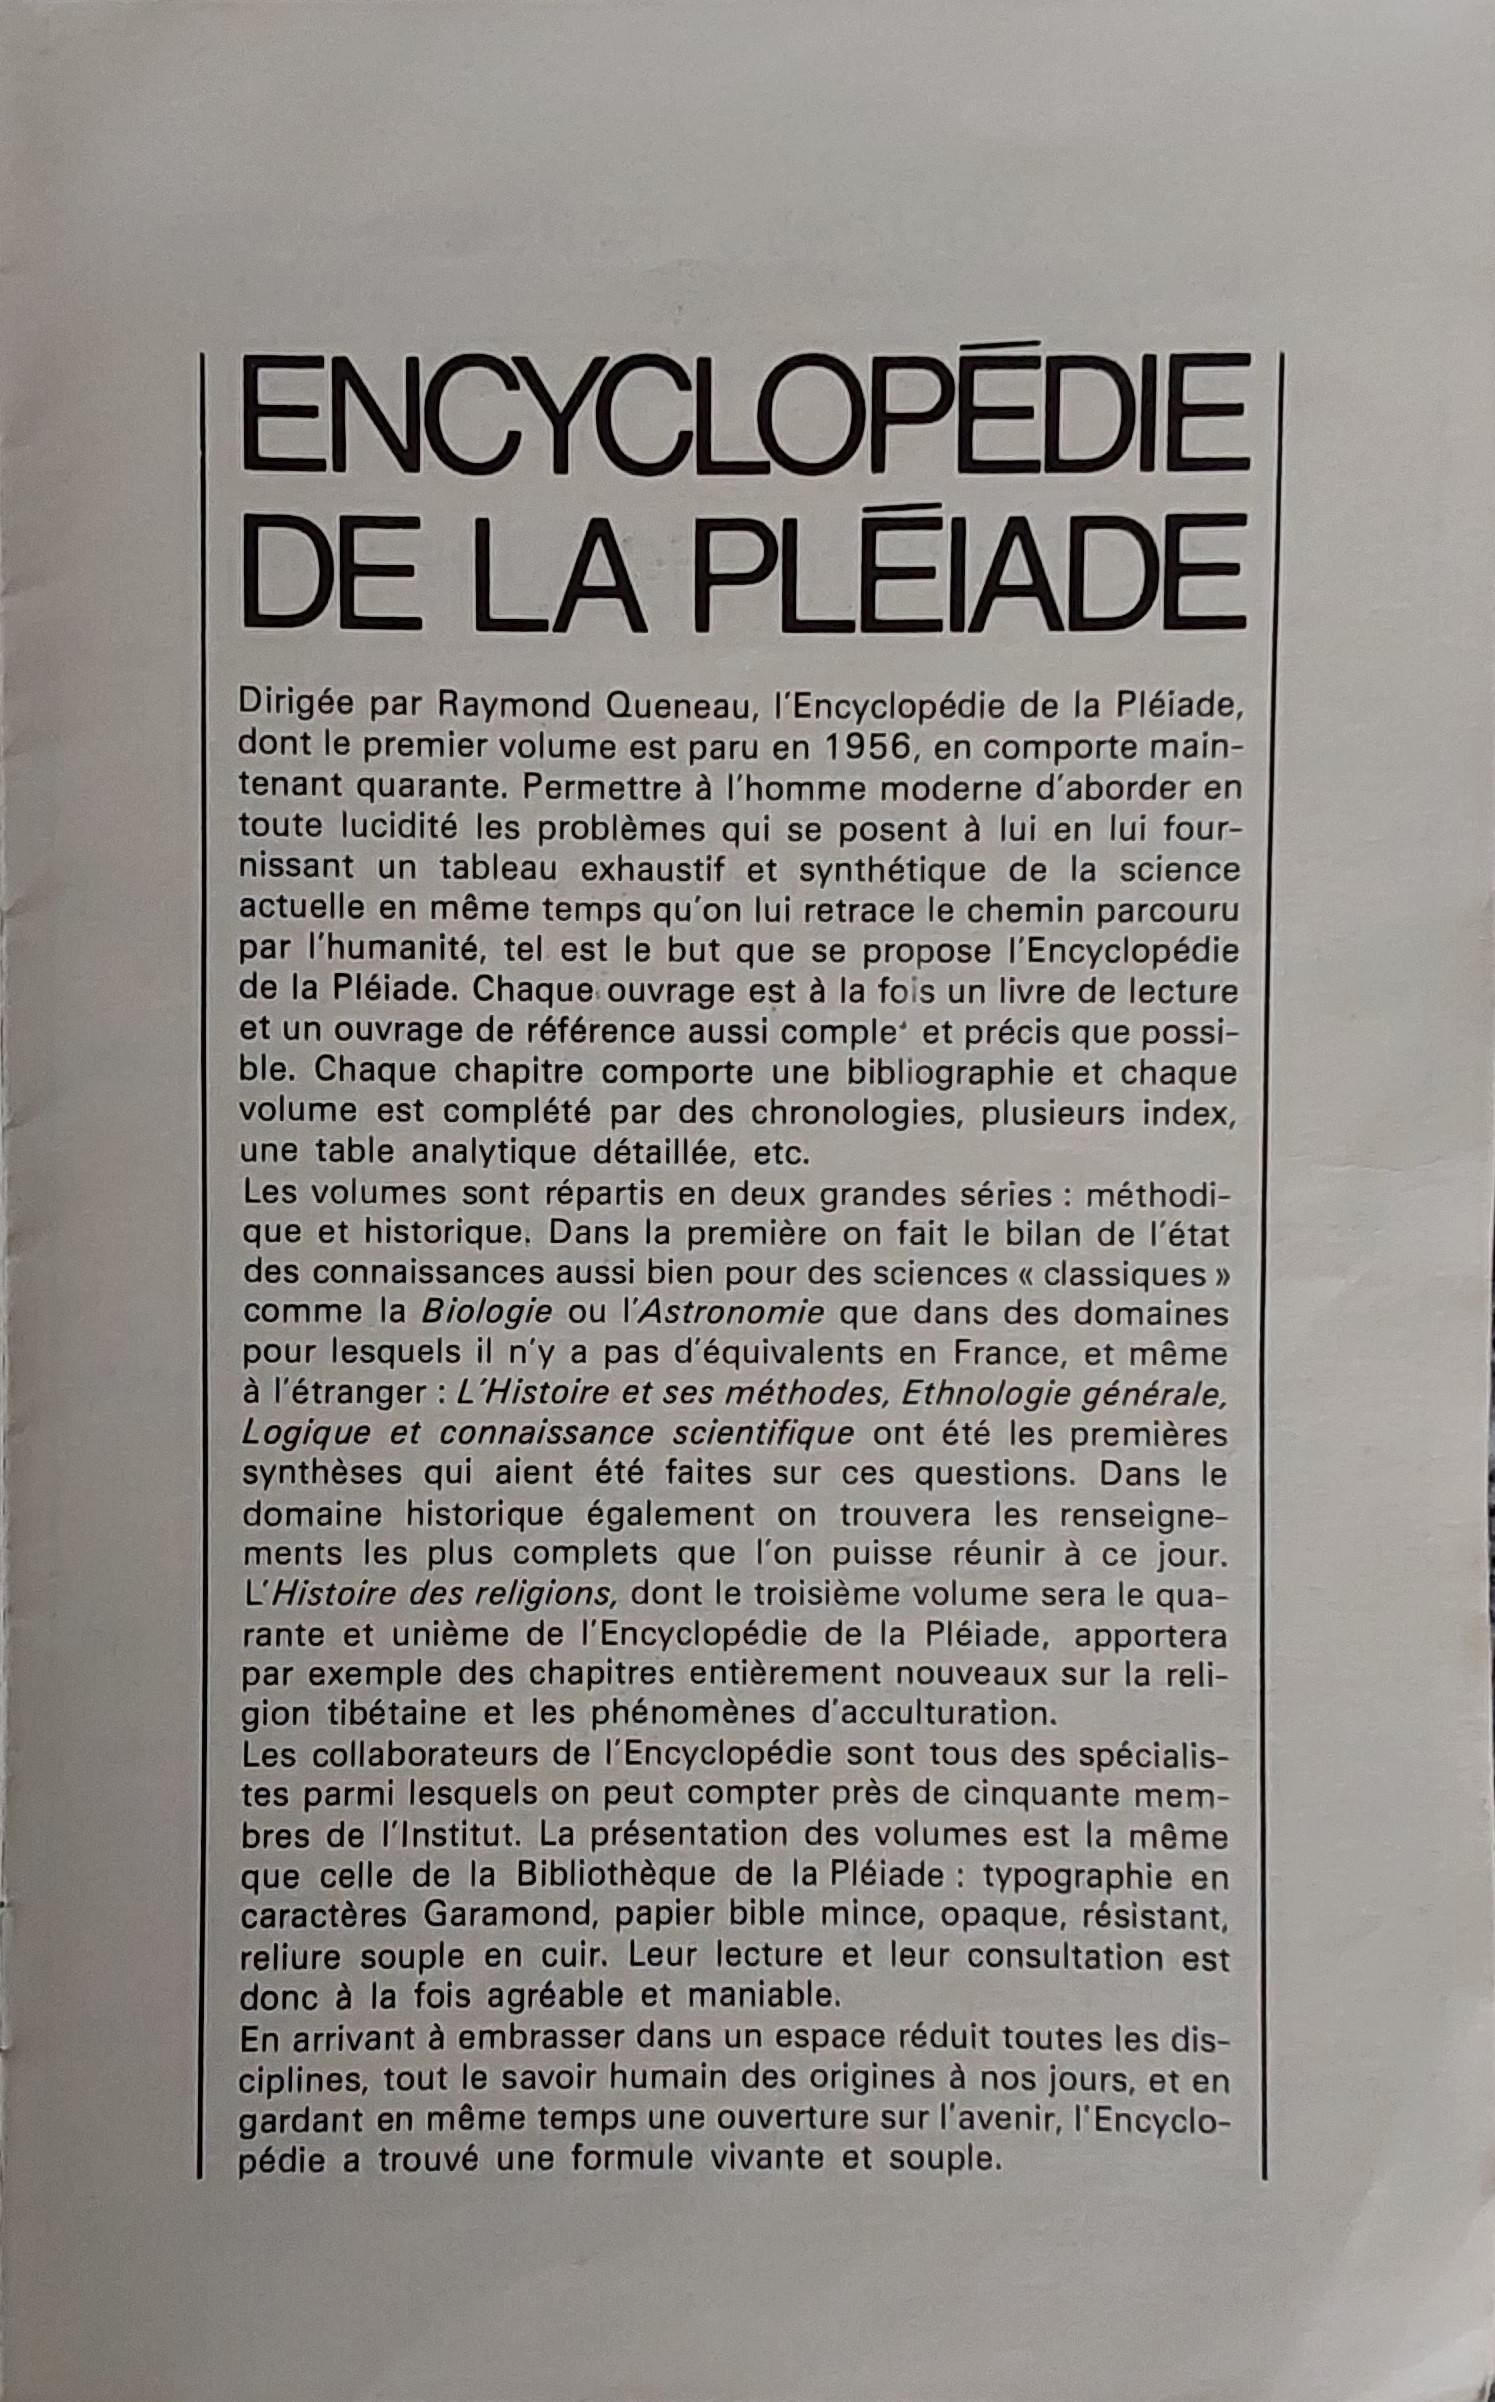 ENCYCLOPÉDIE
DE LA PLÉIADE
Dirigée par Raymond Queneau, l'Encyclopédie de la Pléiade,
dont le premier volume est paru en 1956, en comporte main-
tenant quarante. Permettre à l'homme moderne d'aborder en
toute lucidité les problèmes qui se posent à lui en lui four-
nissant un tableau exhaustif et synthétique de la science
actuelle en même temps qu'on lui retrace le chemin parcouru
par l'humanité, tel est le but que se propose l'Encyclopédie
de la Pléiade. Chaque ouvrage est à la fois un livre de lecture
et un ouvrage de référence aussi complet et précis que possi-
ble. Chaque chapitre comporte une bibliographie et chaque
volume est complété par des chronologies, plusieurs index,
une table analytique détaillée, etc.
Les volumes sont répartis en deux grandes séries : méthodi-
que et historique. Dans la première on fait le bilan de l'état
des connaissances aussi bien pour des sciences « classiques »
comme la Biologie ou l'Astronomie que dans des domaines
pour lesquels il n'y a pas d'équivalents en France, et même
à l'étranger : L'Histoire et ses méthodes, Ethnologie générale,
Logique et connaissance scientifique ont été les premières
synthèses qui aient été faites sur ces questions. Dans le
domaine historique également on trouvera les renseigne-
ments les plus complets que l'on puisse réunir à ce jour.
L'Histoire des religions, dont le troisième volume sera le qua-
rante et unième de l'Encyclopédie de la Pléiade, apportera
par exemple des chapitres entièrement nouveaux sur la reli-
gion tibétaine et les phénomènes d'acculturation.
Les collaborateurs de l'Encyclopédie sont tous des spécialis-
tes parmi lesquels on peut compter près de cinquante mem-
bres de l'Institut. La présentation des volumes est la même
que celle de la Bibliothèque de la Pléiade : typographie en
caractères Garamond, papier bible mince, opaque, résistant,
reliure souple en cuir. Leur lecture et leur consultation est
donc à la fois agréable et maniable.
En arrivant à embrasser dans un espace réduit toutes les dis-
ciplines, tout le savoir humain des origines à nos jours, et en
gardant en même temps une ouverture sur l'avenir, l'Encyclo-
pédie a trouvé une formule vivante et souple.